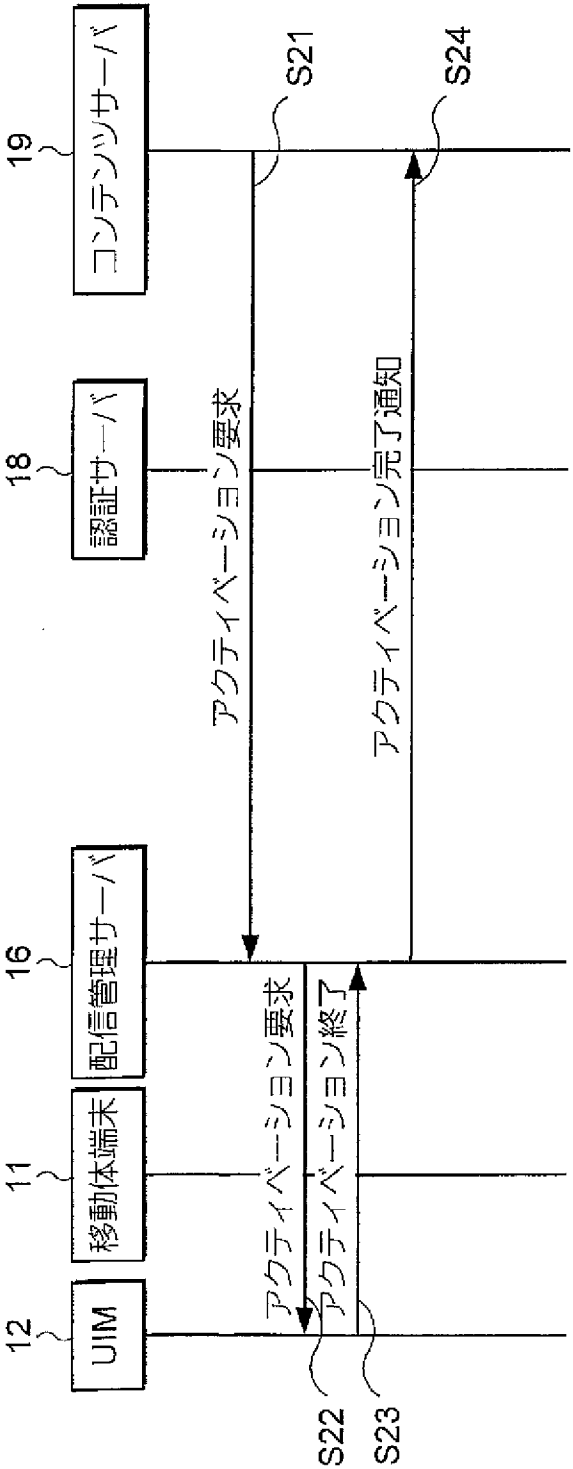 12
11
16
18
19
UIM
移動体端末
配信管理サーバ
認証サーバ
コンテンツサーバ
アクティベーション要求
S21
アクティベーション要求
S22
アクティベーション終了
S23
アクティベーション完了通知
S24